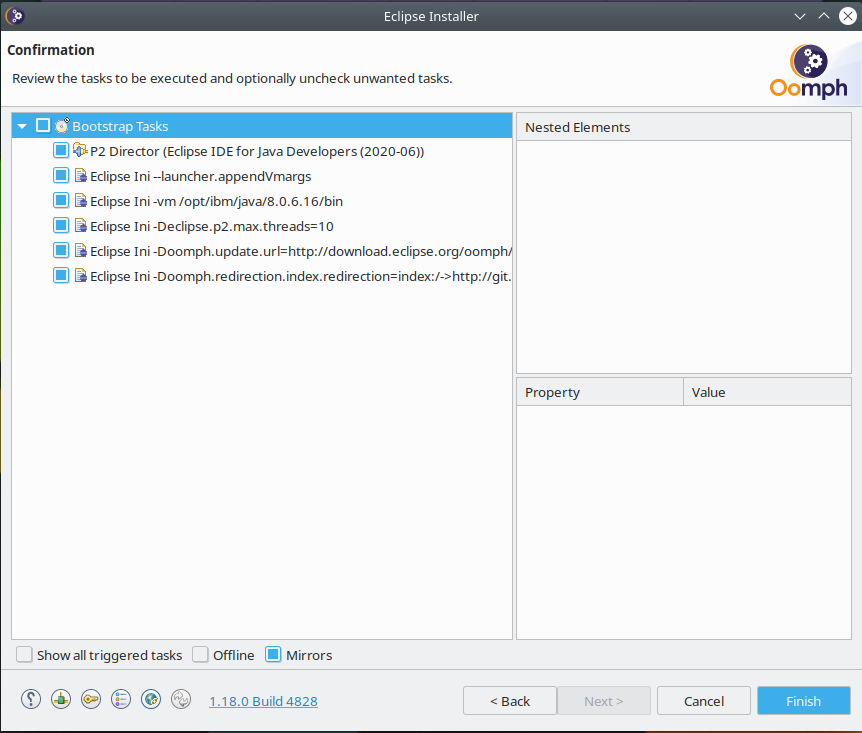 Eclipse Installer
Confirmation
Review the tasks to be executed and optionally uncheck unwanted tasks.
Oomph
Bootstrap Tasks
P2 Director (Eclipse IDE for Java Developers (2020-06))
Eclipse Ini --launcher.appendVmargs
Eclipse Ini -vm /opt/ibm/java/8.0.6.16/bin
Eclipse Ini -Declipse.p2.max.threads=10
Eclipse Ini -Doomph.update.url=http://download.eclipse.org/oomph/
Eclipse Ini -Doomph.redirection.index.redirection=index:/->http://git.
Nested Elements
Property Value
Show all triggered tasks Offline Mirrors
? 1.18.0 Build 4828 < Back Next > Cancel Finish